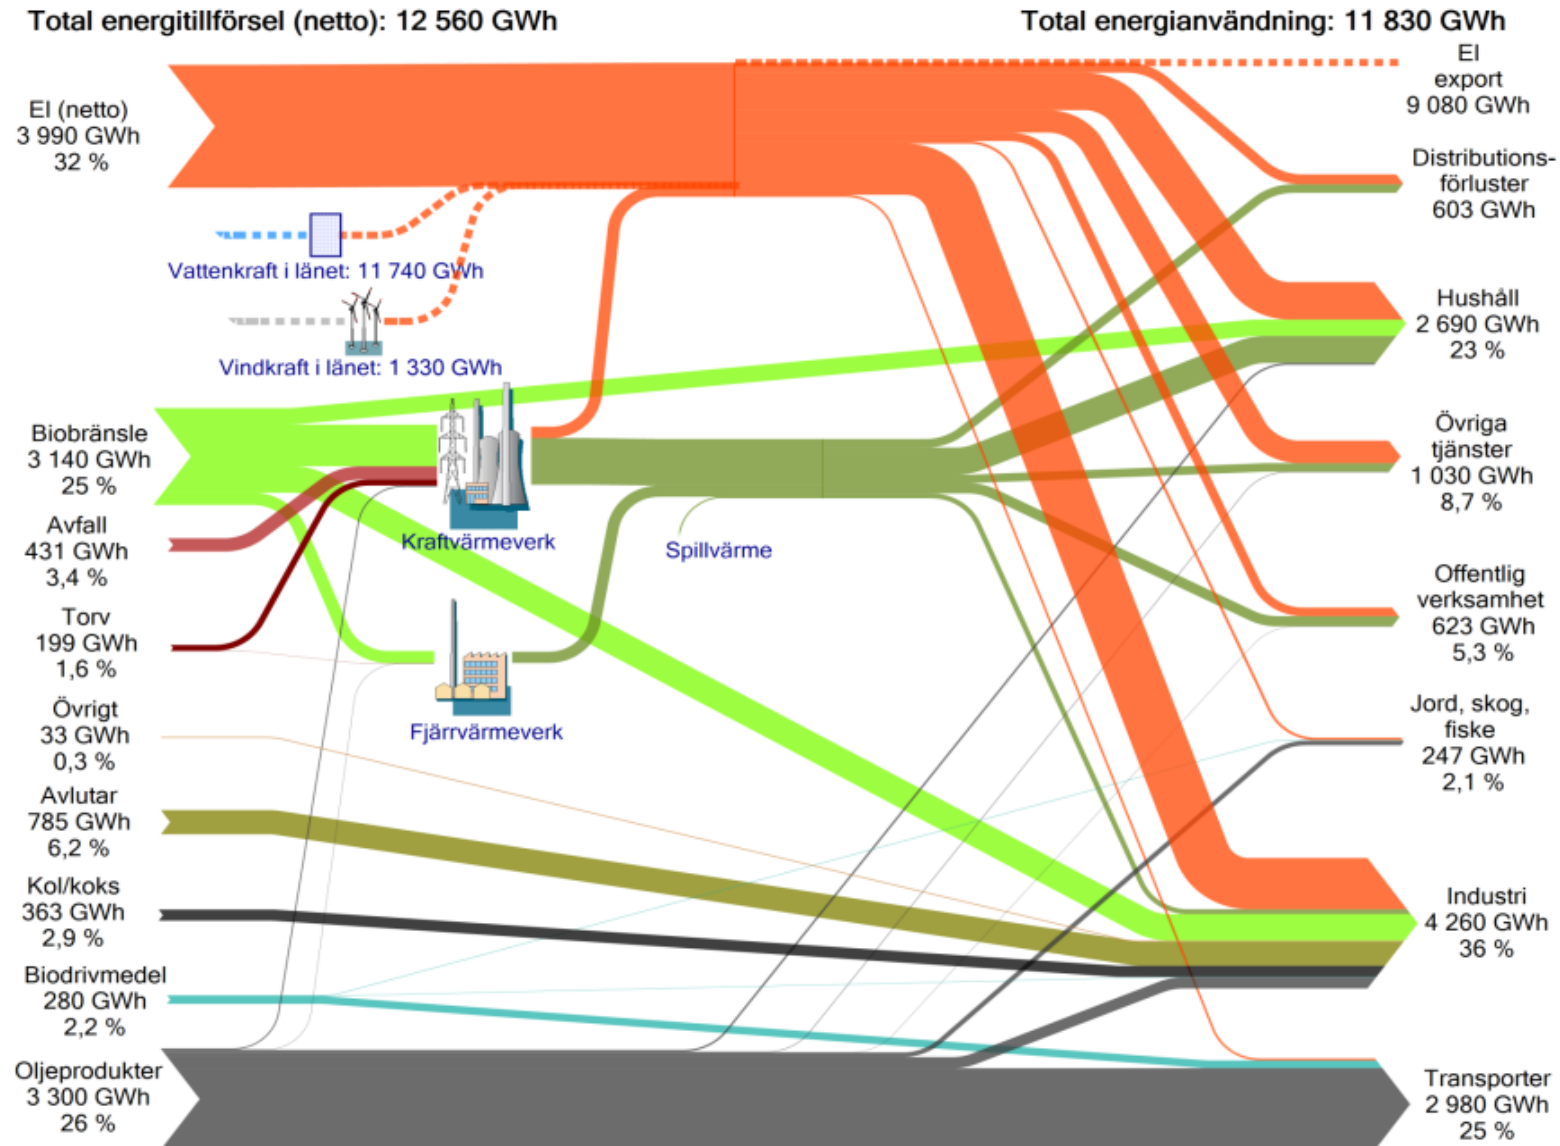 Total energitillförsel (netto): 12 560 GWh
Total energianvändning: 11 830 GWh
El (netto)
3 990 GWh
32 %
Vattenkraft i länet: 11 740 GWh
Vindkraft i länet: 1 330 GWh
Biobränsle
3 140 GWh
25 %
Avfall
431 GWh
3,4 %
Torv
199 GWh
1,6 %
Övrigt
33 GWh
0,3 %
Avlutar
785 GWh
6,2 %
Kol/koks
363 GWh
2,9 %
Biodrivmedel
280 GWh
2,2 %
Oljeprodukter
3 300 GWh
26 %
Kraftvärmeverk
Spillvärme
Fjärrvärmeverk
El
export
9 080 GWh
Distributions-
förluster
603 GWh
Hushåll
2 690 GWh
23 %
Övriga
tjänster
1 030 GWh
8,7 %
Offentlig
verksamhet
623 GWh
5,3 %
Jord, skog,
fiske
247 GWh
2,1 %
Industri
4 260 GWh
36 %
Transporter
2 980 GWh
25 %